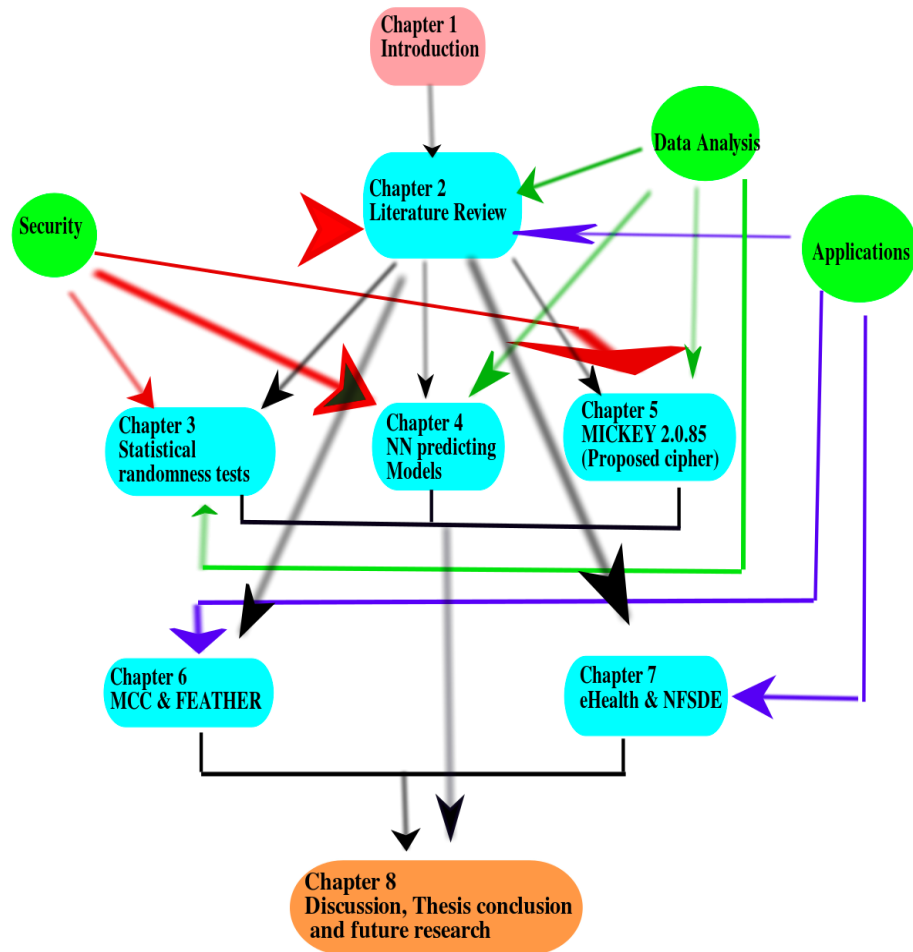 Chapter 1
Introduction
Data Analysis
Chapter 2
Literature Review
Security
Applications
Chapter 3
Statistical
randomness tests
Chapter 4
NN predicting
Models
Chapter 5
MICKEY 2.0.85
(Proposed cipher)
Chapter 6
MCC & FEATHER
Chapter 7
eHealth & NFSDE
Chapter 8
Discussion, Thesis conclusion
and future research